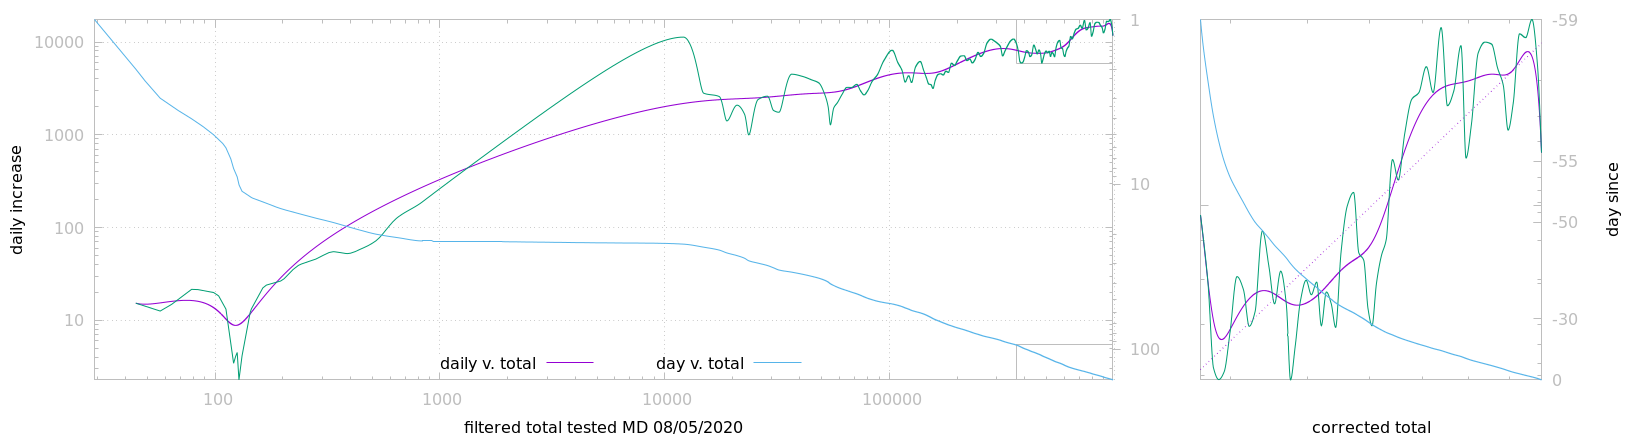 10000
1000
100
10
daily increase
100
1000
10000
100000
1
10
100
daily v. total
day v. total
filtered total tested MD 08/05/2020
-59
-55
-50
-30
0
day since
corrected total